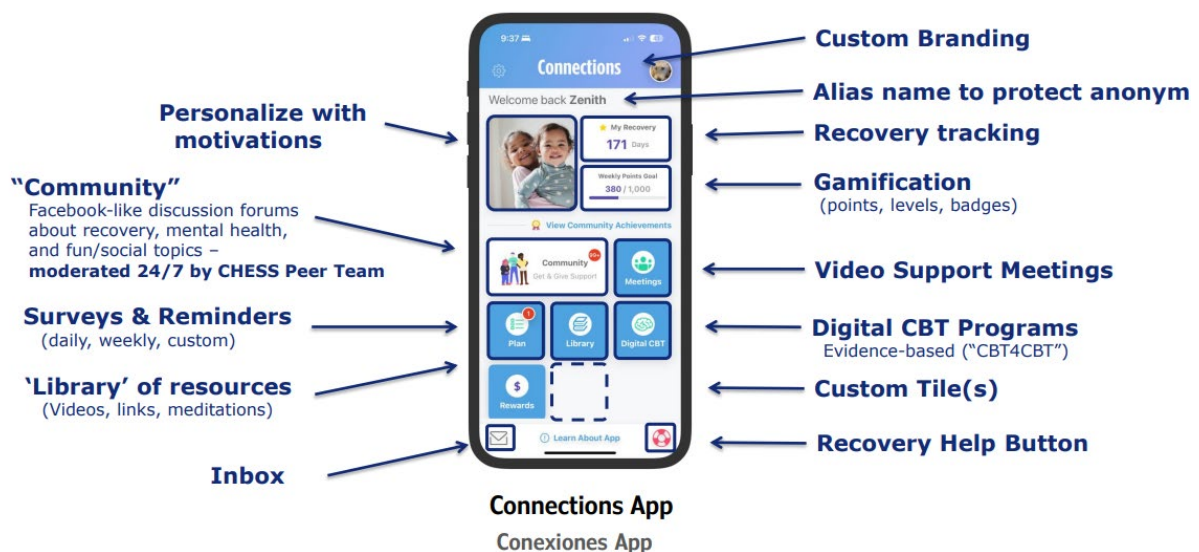 9:37
Connections
Welcome back Zenith
My Recovery
171 Days
Weekly Points Goal
380 / 1,000
View Community Achievements
Community
99+
Get & Give Support
Meetings
1
Plan
Library
Digital CBT
$
Rewards
Learn About App
Personalize with
motivations
"Community"
Facebook-like discussion forums
about recovery, mental health,
and fun/social topics –
moderated 24/7 by CHESS Peer Team
Surveys & Reminders
(daily, weekly, custom)
‘Library’ of resources
(Videos, links, meditations)
Inbox
Custom Branding
Alias name to protect anonym
Recovery tracking
Gamification
(points, levels, badges)
Video Support Meetings
Digital CBT Programs
Evidence-based (“CBT4CBT”)
Custom Tile(s)
Recovery Help Button
Connections App
Conexiones App